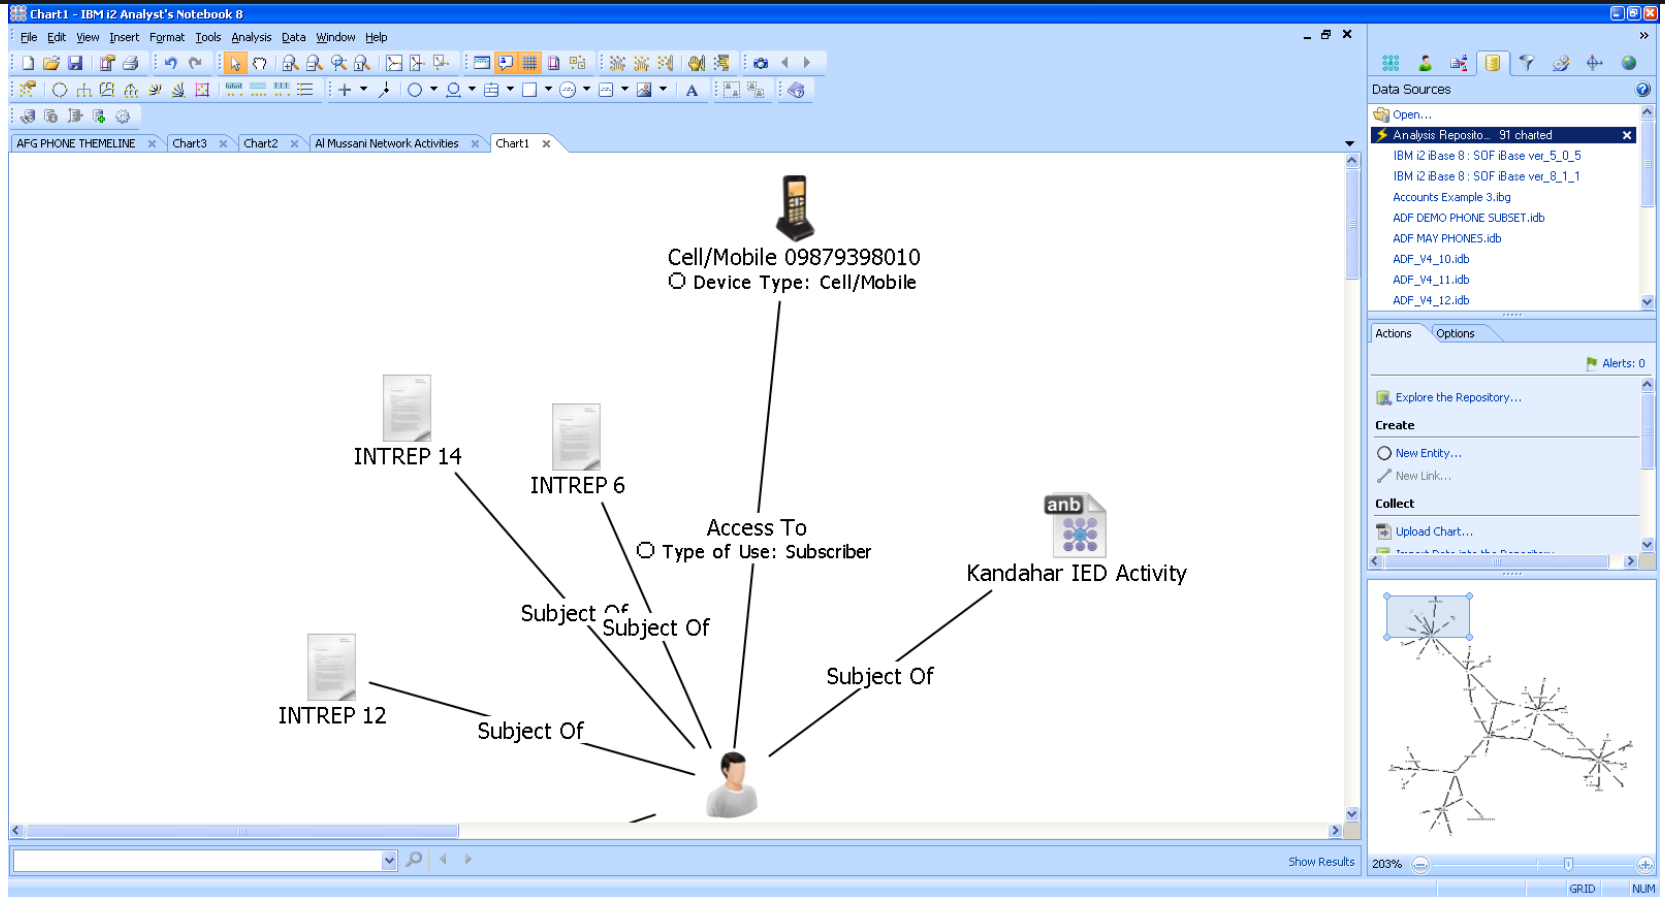 Chart1 - IBM i2 Analyst's Notebook 8
File Edit View Insert Format Tools Analysis Data Window Help
AFG PHONE THEMELINE Chart3 Chart2 Al Mussani Network Activities Chart1
Cell/Mobile 09879398010
Device Type: Cell/Mobile
INTREP 14
INTREP 6
Access To
Type of Use: Subscriber
anb
Kandahar IED Activity
Subject Of
Subject Of
Subject Of
INTREP 12
Subject Of
Show Results
Data Sources
Open...
Analysis Reposito... 91 charted
IBM i2 iBase 8 : SOF iBase ver_5_0_5
IBM i2 iBase 8 : SOF iBase ver_8_1_1
Accounts Example 3.ibg
ADF DEMO PHONE SUBSET.idb
ADF MAY PHONES.idb
ADF_V4_10.idb
ADF_V4_11.idb
ADF_V4_12.idb
Actions Options
Alerts: 0
Explore the Repository...
Create
New Entity...
New Link...
Collect
Upload Chart...
203%
GRID NUM